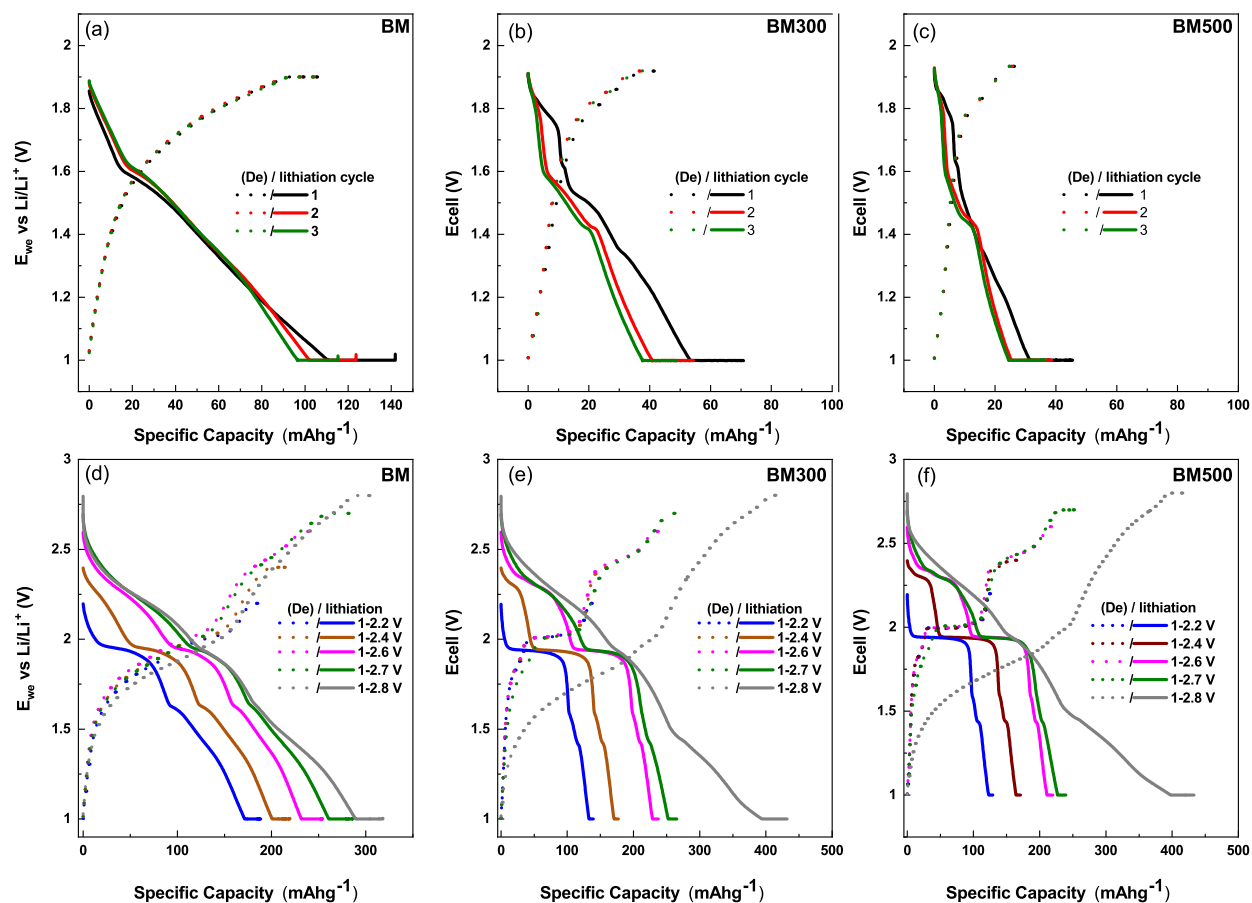 (a) BM
2
1.8
1.6
1.4
1.2
1
E_we vs Li/Li^+ (V)
(De) / lithiation cycle
/ 1
/ 2
/ 3
0 20 40 60 80 100 120 140
Specific Capacity (mAhg^-1)
(b) BM300
2
1.8
1.6
1.4
1.2
1
Ecell (V)
(De) / lithiation cycle
/ 1
/ 2
/ 3
0 20 40 60 80 100
Specific Capacity (mAhg^-1)
(c) BM500
2
1.8
1.6
1.4
1.2
1
Ecell (V)
(De) / lithiation cycle
/ 1
/ 2
/ 3
0 20 40 60 80 100
Specific Capacity (mAhg^-1)
(d) BM
3
2.5
2
1.5
1
E_we vs Li/Li^+ (V)
(De) / lithiation
/ 1-2.2 V
/ 1-2.4 V
/ 1-2.6 V
/ 1-2.7 V
/ 1-2.8 V
0 100 200 300
Specific Capacity (mAhg^-1)
(e) BM300
3
2.5
2
1.5
1
Ecell (V)
(De) / lithiation
/ 1-2.2 V
/ 1-2.4 V
/ 1-2.6 V
/ 1-2.7 V
/ 1-2.8 V
0 100 200 300 400 500
Specific Capacity (mAhg^-1)
(f) BM500
3
2.5
2
1.5
1
Ecell (V)
(De) / lithiation
/ 1-2.2 V
/ 1-2.4 V
/ 1-2.6 V
/ 1-2.7 V
/ 1-2.8 V
0 100 200 300 400 500
Specific Capacity (mAhg^-1)